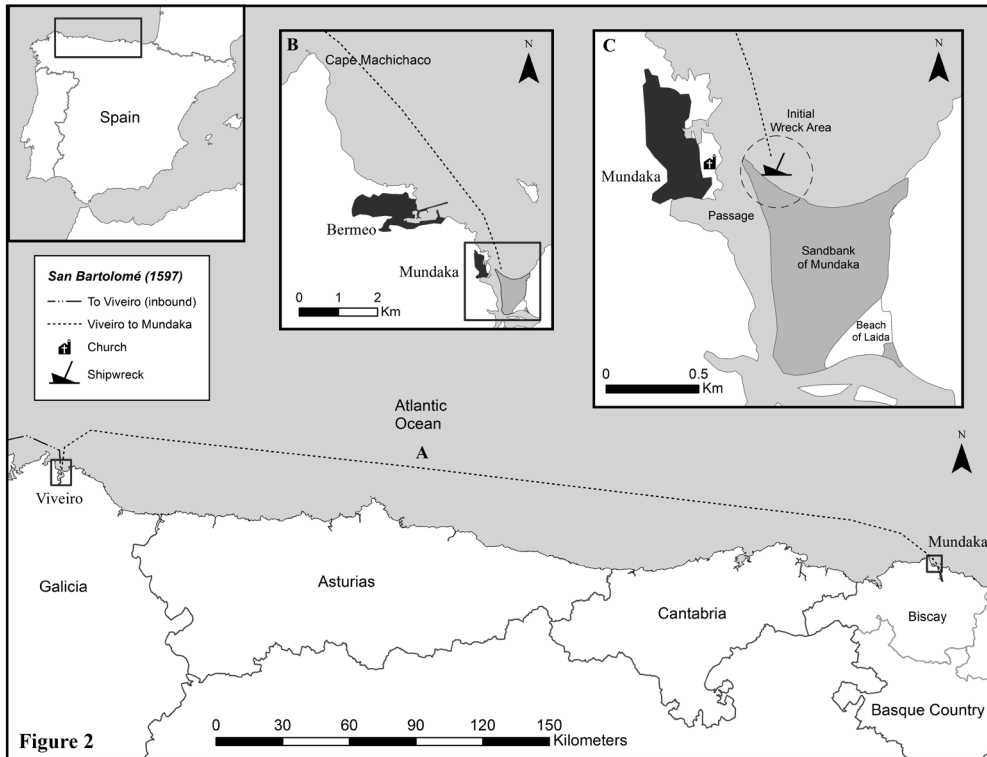 Spain
San Bartolomé (1597)
To Viveiro (inbound)
Viveiro to Mundaka
Church
Shipwreck
B
N
Cape Machichaco
Bermeo
Mundaka
0 1 2
Km
C
N
Initial
Wreck Area
Mundaka
Passage
Sandbank
of Mundaka
Beach
of Laida
0 0.5
Km
Atlantic
Ocean
A
N
Viveiro
Mundaka
Galicia
Asturias
Cantabria
Biscay
Basque Country
0 30 60 90 120 150
Kilometers
Figure 2